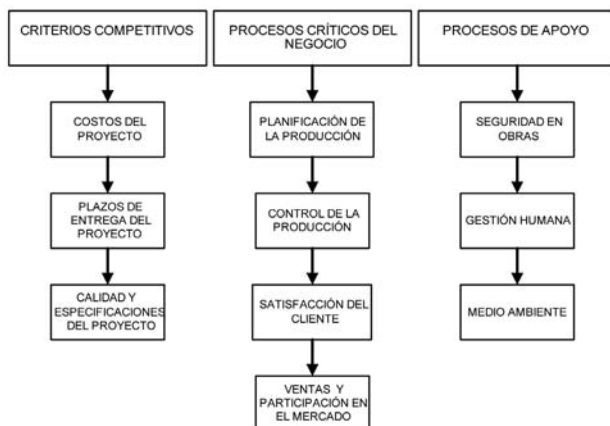 CRITERIOS COMPETITIVOS
COSTOS DEL
PROYECTO
PLAZOS DE
ENTREGA DEL
PROYECTO
CALIDAD Y
ESPECIFICACIONES
DEL PROYECTO
PROCESOS CRÍTICOS DEL
NEGOCIO
PLANIFICACIÓN DE
LA PRODUCCIÓN
CONTROL DE LA
PRODUCCIÓN
SATISFACCIÓN DEL
CLIENTE
VENTAS Y
PARTICIPACIÓN EN
EL MERCADO
PROCESOS DE APOYO
SEGURIDAD EN
OBRAS
GESTIÓN HUMANA
MEDIO AMBIENTE